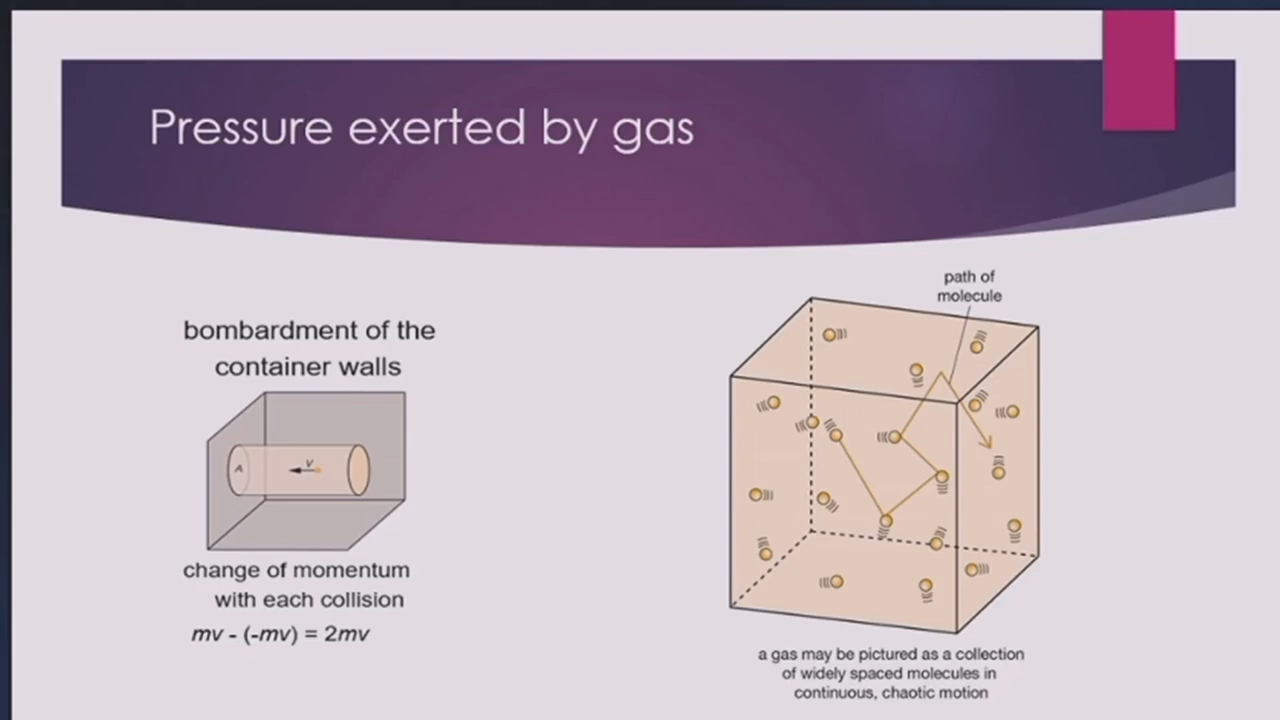 Pressure exerted by gas
bombardment of the
container walls
A
v
change of momentum
with each collision
mv - (-mv) = 2mv
path of
molecule
a gas may be pictured as a collection
of widely spaced molecules in
continuous, chaotic motion